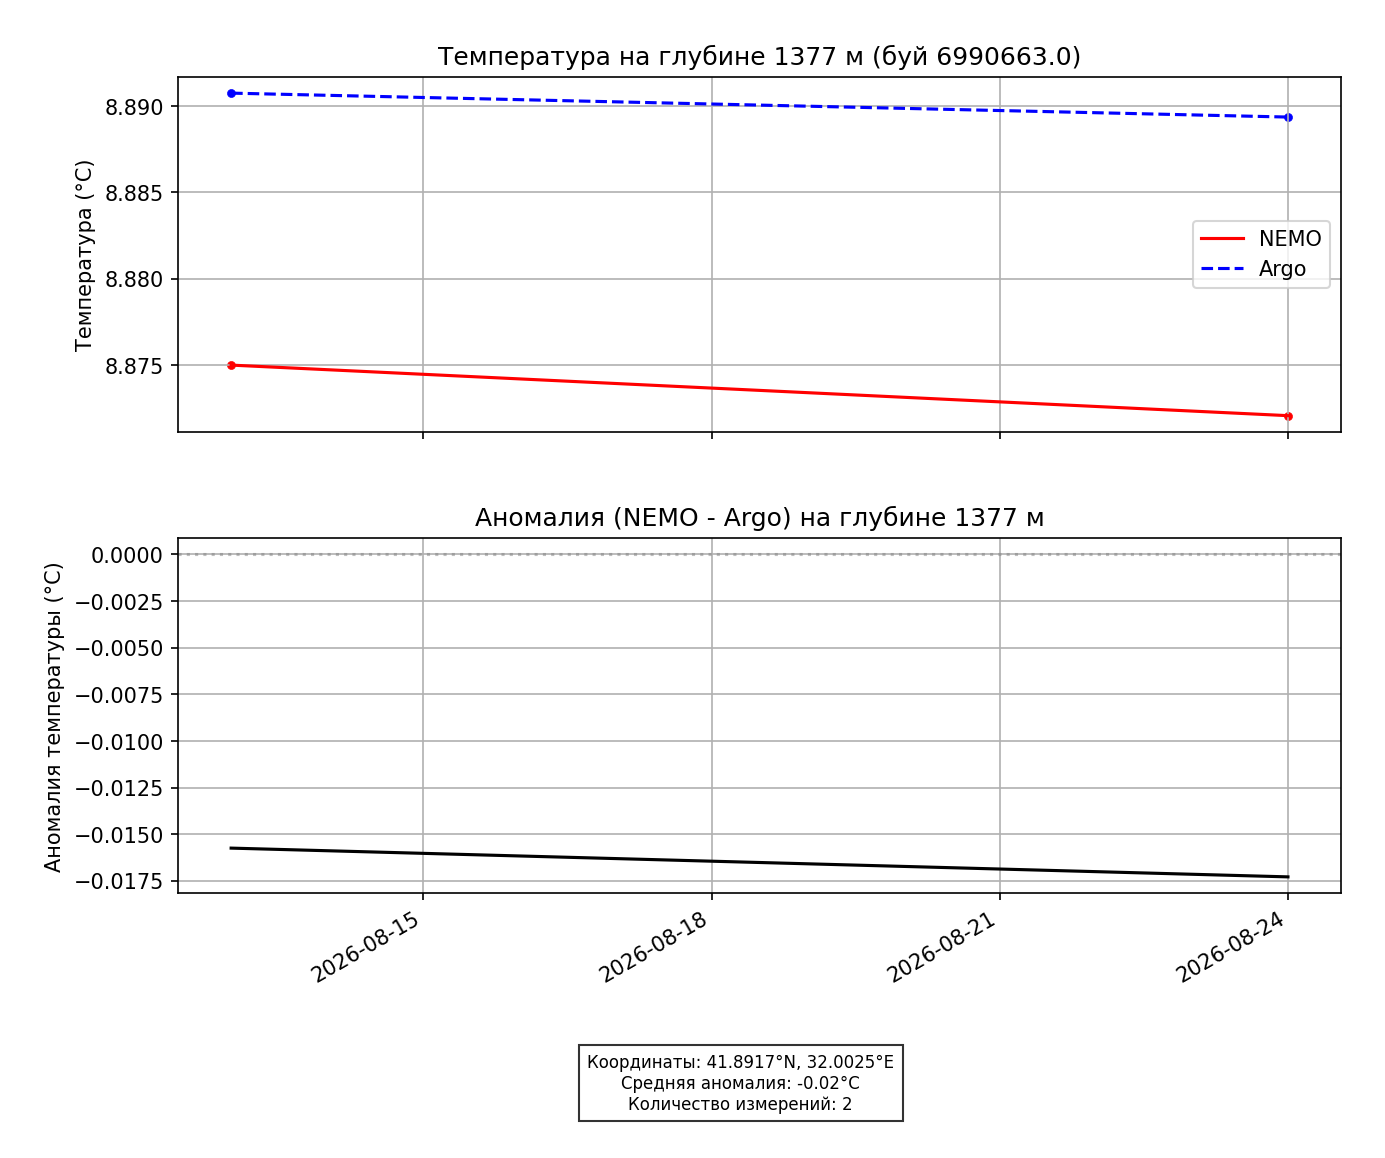 Температура на глубине 1377 м (буй 6990663.0)
Температура (°C)
8.890
8.885
8.880
8.875
NEMO
Argo
Аномалия (NEMO - Argo) на глубине 1377 м
Аномалия температуры (°C)
0.0000
−0.0025
−0.0050
−0.0075
−0.0100
−0.0125
−0.0150
−0.0175
2026-08-15
2026-08-18
2026-08-21
2026-08-24
Координаты: 41.8917°N, 32.0025°E
Средняя аномалия: -0.02°C
Количество измерений: 2